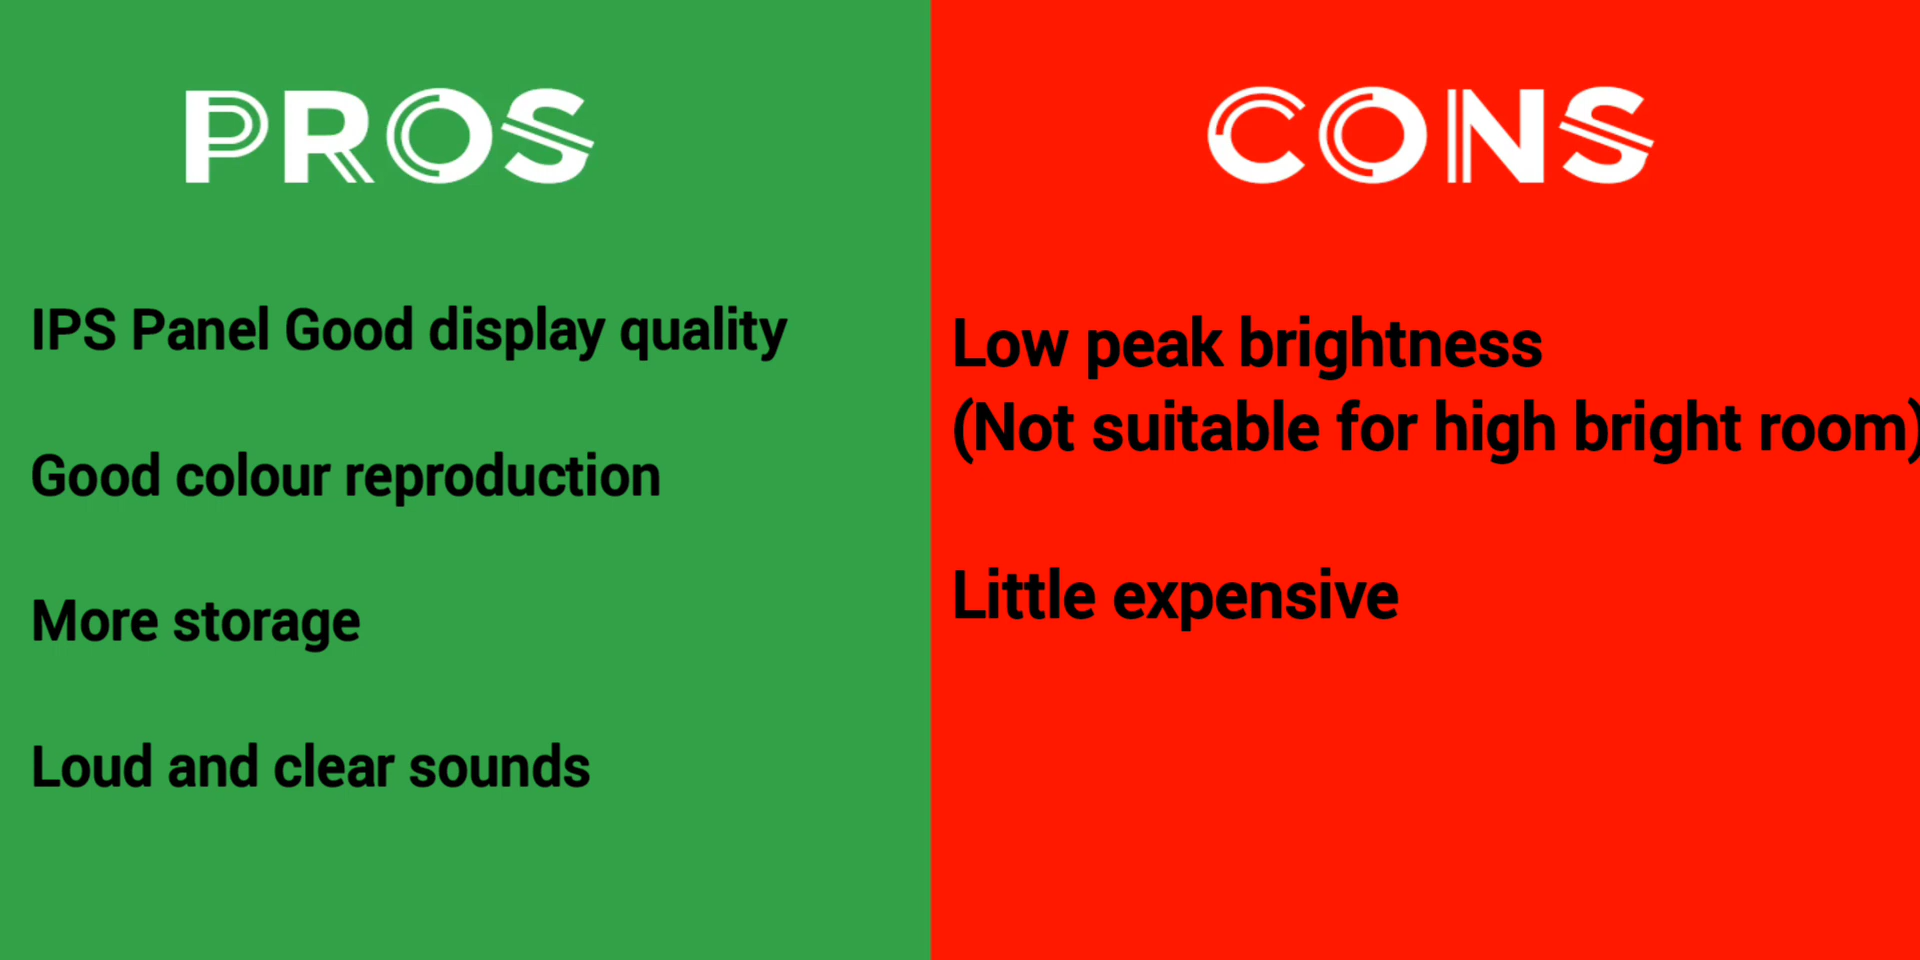 PROS
IPS Panel Good display quality
Good colour reproduction
More storage
Loud and clear sounds
CONS
Low peak brightness
(Not suitable for high bright room)
Little expensive